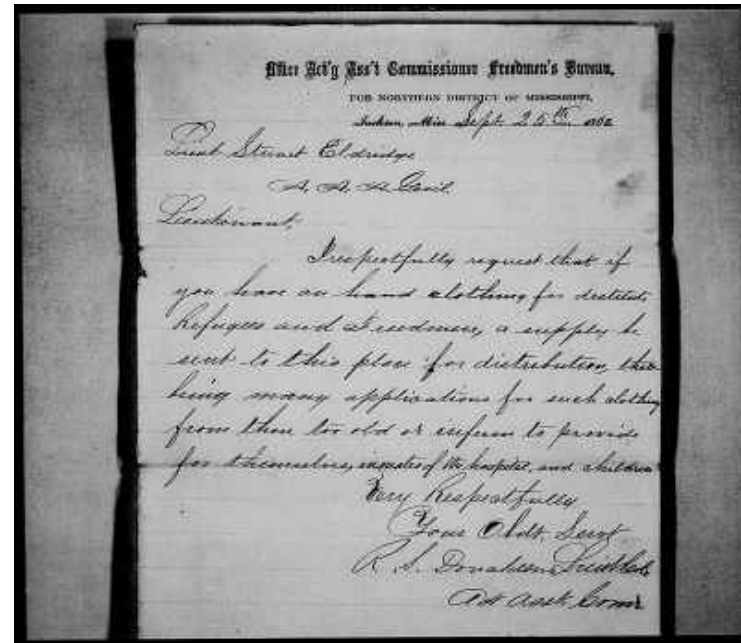 Office Act'g Ass't Commissioner Freedmen's Bureau,
FOR NORTHERN DISTRICT OF MISSISSIPPI,
Jackson, Miss Sept. 25th 186
Lieut Stuart Eldridge
A. A. A. Genl.
Lieutenant,
I respectfully request that if
you have on hand clothing for destitute
Refugees and Freedmen, a supply be
sent to this place for distribution, there
being many applications for such clothing
from those too old or infirm to provide
for themselves, inmates of the hospital, and children
Very Respectfully
Your Obdt. Servt
R. S. Donaldson Lieut Col.
Act Asst. Comr